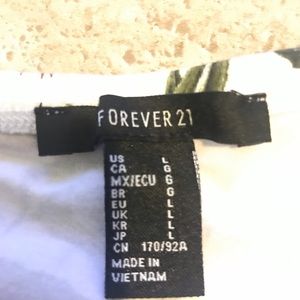 FOREVER 21
US L
CA G
MX/ECU G
BR G
EU L
UK L
KR L
JP L
CN 170/92A
MADE IN
VIETNAM